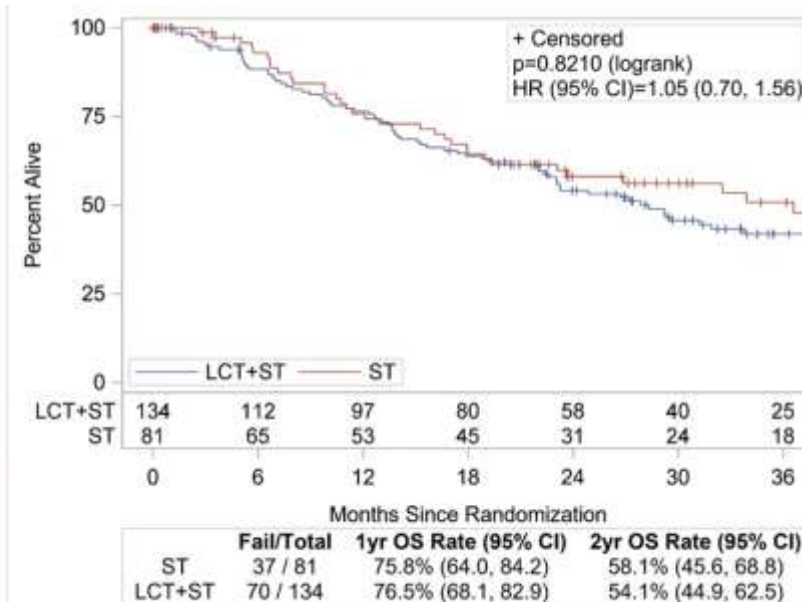 100
75
50
25
0
Percent Alive
+ Censored
p=0.8210 (logrank)
HR (95% CI)=1.05 (0.70, 1.56)
LCT+ST ST
LCT+ST 134 112 97 80 58 40 25
ST 81 65 53 45 31 24 18
0 6 12 18 24 30 36
Months Since Randomization
Fail/Total 1yr OS Rate (95% CI) 2yr OS Rate (95% CI)
ST 37 / 81 75.8% (64.0, 84.2) 58.1% (45.6, 68.8)
LCT+ST 70 / 134 76.5% (68.1, 82.9) 54.1% (44.9, 62.5)